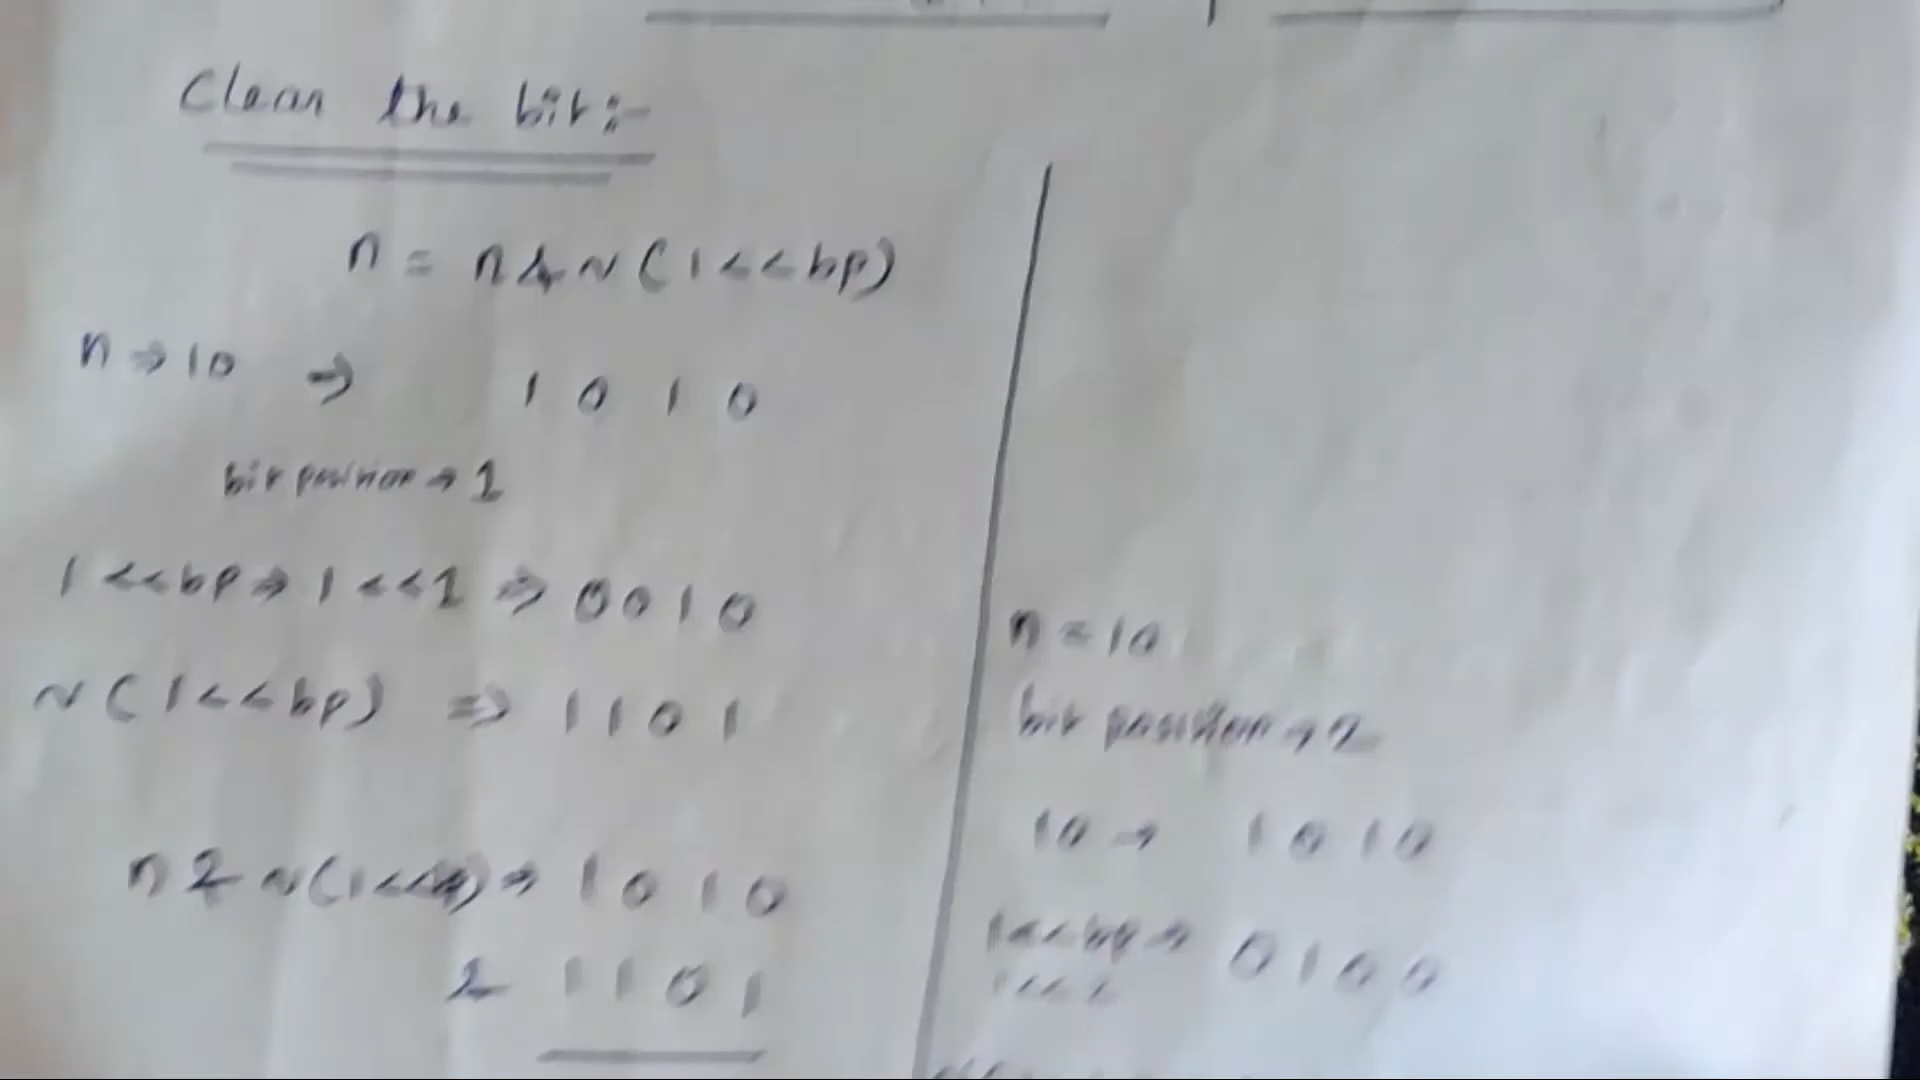 Clear the bit :-
n = n & ~ (1 << bp)
n ⇒ 10 ⇒ 1 0 1 0
bit position → 1
1 << bp ⇒ 1 << 1 ⇒ 0 0 1 0
~ (1 << bp) ⇒ 1 1 0 1
n & ~ (1 << bp) ⇒ 1 0 1 0
& 1 1 0 1
n = 10
bit position → 2
10 → 1 0 1 0
1 << bp ⇒ 0 1 0 0
1 << 2